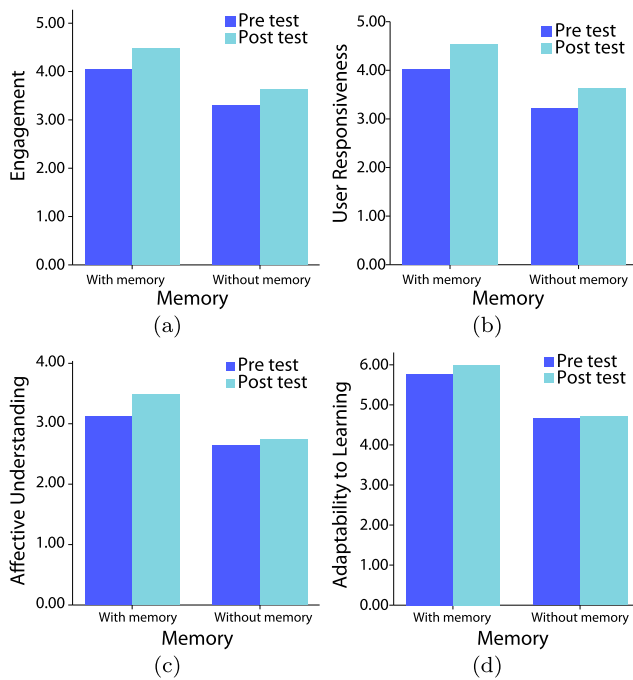 5.00
4.00
3.00
2.00
1.00
0.00
Engagement
Pre test
Post test
With memory
Without memory
Memory
(a)
5.00
4.00
3.00
2.00
1.00
0.00
User Responsiveness
Pre test
Post test
With memory
Without memory
Memory
(b)
4.00
3.00
2.00
1.00
0.00
Affective Understanding
Pre test
Post test
With memory
Without memory
Memory
(c)
6.00
5.00
4.00
3.00
2.00
1.00
0.00
Adaptability to Learning
Pre test
Post test
With memory
Without memory
Memory
(d)